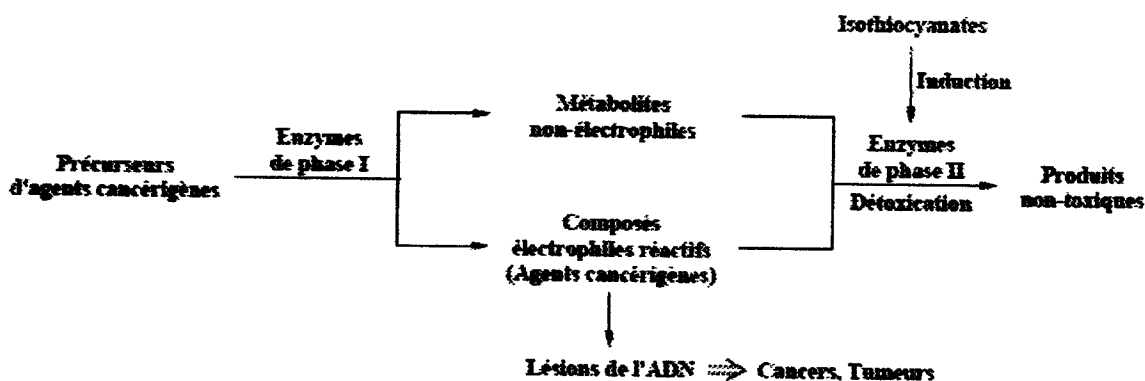 Isothiocyanates
Induction
Métabolites
non-électrophiles
Enzymes
de phase I
Enzymes
de phase II
Précurseurs
d'agents cancérigènes
Produits
non-toxiques
Détoxication
Composés
électrophiles réactifs
(Agents cancérigènes)
Lésions de l'ADN
Cancers, Tumeurs